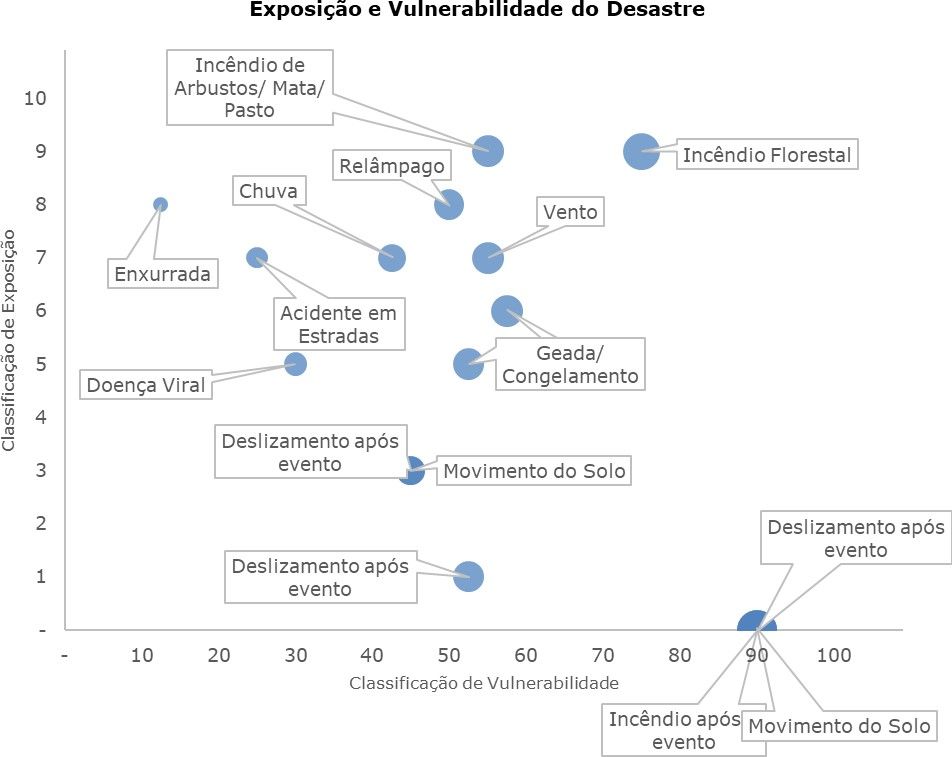 Exposição e Vulnerabilidade do Desastre
Classificação de Exposição
10
9
8
7
6
5
4
3
2
1
-
Incêndio de
Arbustos/ Mata/
Pasto
Relâmpago
Incêndio Florestal
Chuva
Vento
Enxurrada
Acidente em
Estradas
Geada/
Congelamento
Doença Viral
Deslizamento após
evento
Movimento do Solo
Deslizamento após
evento
Deslizamento após
evento
-
10
20
30
40
50
60
70
80
90
100
Classificação de Vulnerabilidade
Incêndio após
evento
Movimento do Solo